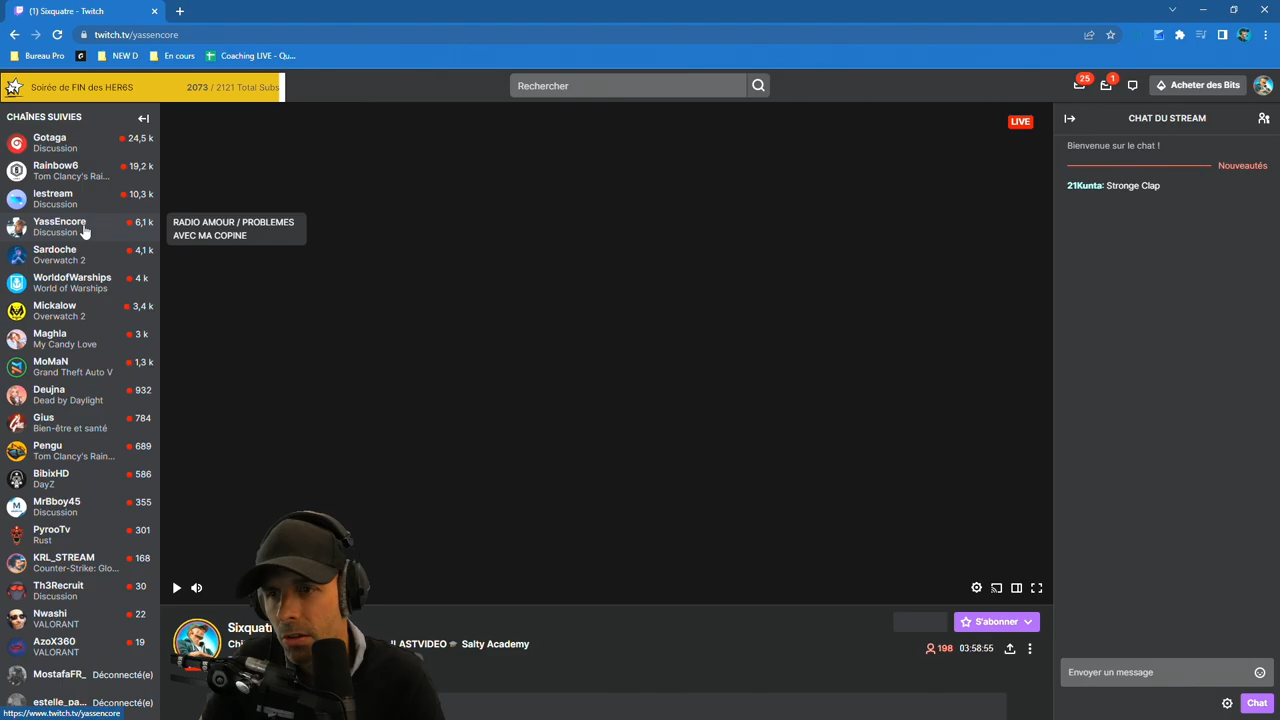 (1) Sixquatre - Twitch
twitch.tv/yassencore
Bureau Pro
NEW D
En cours
Coaching LIVE - Qu...
Soirée de FIN des HER6S
2073 / 2121 Total Subs
Rechercher
25
1
Acheter des Bits
CHAÎNES SUIVIES
Gotaga
24,5 k
Discussion
Rainbow6
19,2 k
Tom Clancy's Rai...
lestream
10,3 k
Discussion
YassEncore
6,1 k
Discussion
Sardoche
4,1 k
Overwatch 2
WorldofWarships
4 k
World of Warships
Mickalow
3,4 k
Overwatch 2
Maghla
3 k
My Candy Love
MoMaN
1,3 k
Grand Theft Auto V
Deujna
932
Dead by Daylight
Gius
784
Bien-être et santé
Pengu
689
Tom Clancy's Rain...
BibixHD
586
DayZ
MrBboy45
355
Discussion
PyrooTv
301
Rust
KRL_STREAM
168
Counter-Strike: Glo...
Th3Recruit
30
Discussion
Nwashi
22
VALORANT
AzoX360
19
VALORANT
MostafaFR_
Déconnecté(e)
estelle_pa...
Déconnecté(e)
https://www.twitch.tv/yassencore
RADIO AMOUR / PROBLEMES
AVEC MA COPINE
LIVE
Sixquatr
S'abonner
Chi
LASTVIDEO
Salty Academy
198
03:58:55
CHAT DU STREAM
Bienvenue sur le chat !
Nouveautés
21Kunta: Stronge Clap
Envoyer un message
Chat